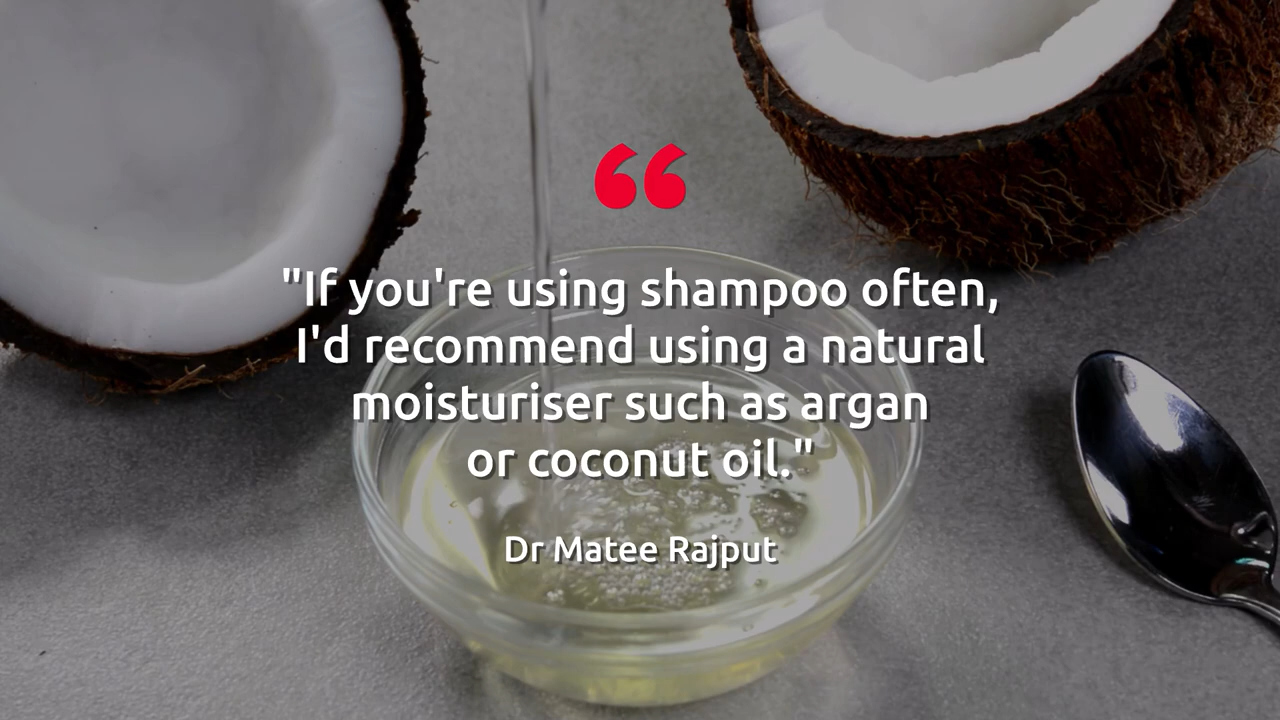 “
"If you're using shampoo often,
I'd recommend using a natural
moisturiser such as argan
or coconut oil."
Dr Matee Rajput